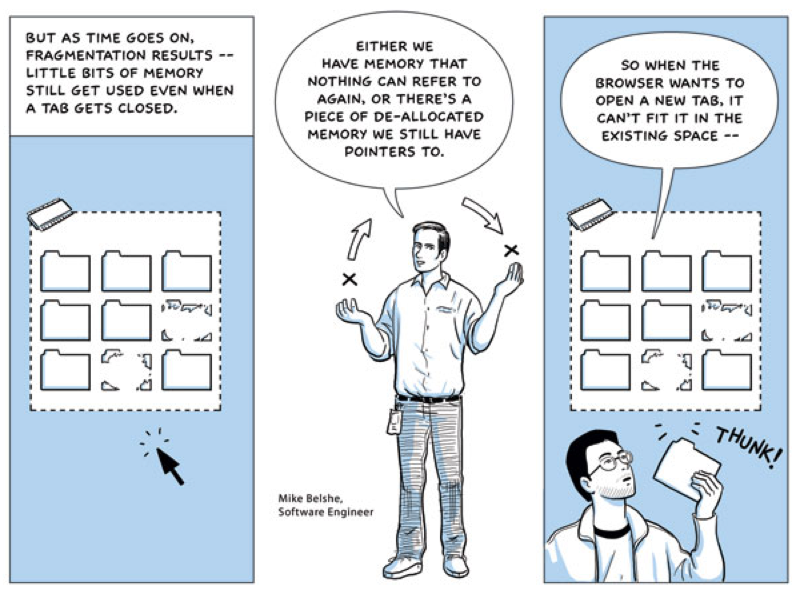 BUT AS TIME GOES ON,
FRAGMENTATION RESULTS --
LITTLE BITS OF MEMORY
STILL GET USED EVEN WHEN
A TAB GETS CLOSED.
EITHER WE
HAVE MEMORY THAT
NOTHING CAN REFER TO
AGAIN, OR THERE'S A
PIECE OF DE-ALLOCATED
MEMORY WE STILL HAVE
POINTERS TO.
Mike Belshe,
Software Engineer
SO WHEN THE
BROWSER WANTS TO
OPEN A NEW TAB, IT
CAN'T FIT IT IN THE
EXISTING SPACE --
THUNK!